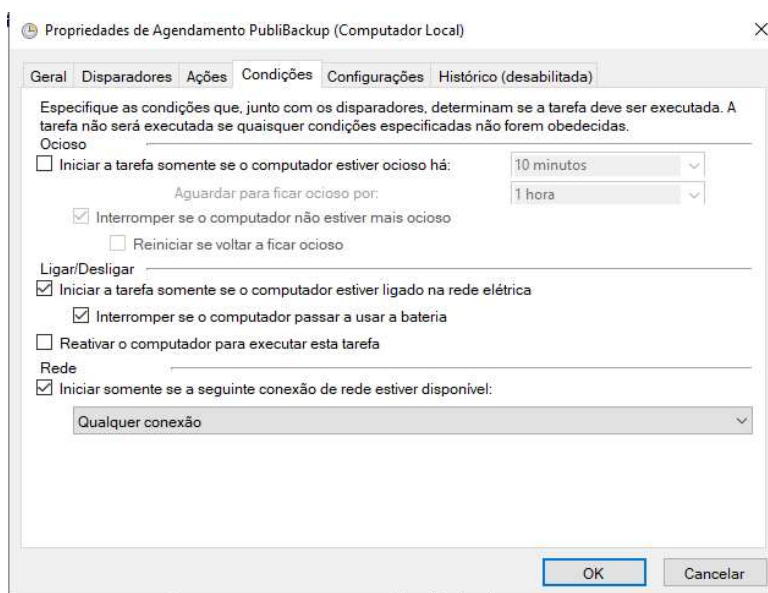 Propriedades de Agendamento PubliBackup (Computador Local)
Geral Disparadores Ações Condições Configurações Histórico (desabilitada)
Especifique as condições que, junto com os disparadores, determinam se a tarefa deve ser executada. A
tarefa não será executada se quaisquer condições especificadas não forem obedecidas.
Ocioso
Iniciar a tarefa somente se o computador estiver ocioso há: 10 minutos
Aguardar para ficar ocioso por: 1 hora
Interromper se o computador não estiver mais ocioso
Reiniciar se voltar a ficar ocioso
Ligar/Desligar
Iniciar a tarefa somente se o computador estiver ligado na rede elétrica
Interromper se o computador passar a usar a bateria
Reativar o computador para executar esta tarefa
Rede
Iniciar somente se a seguinte conexão de rede estiver disponível:
Qualquer conexão
OK Cancelar